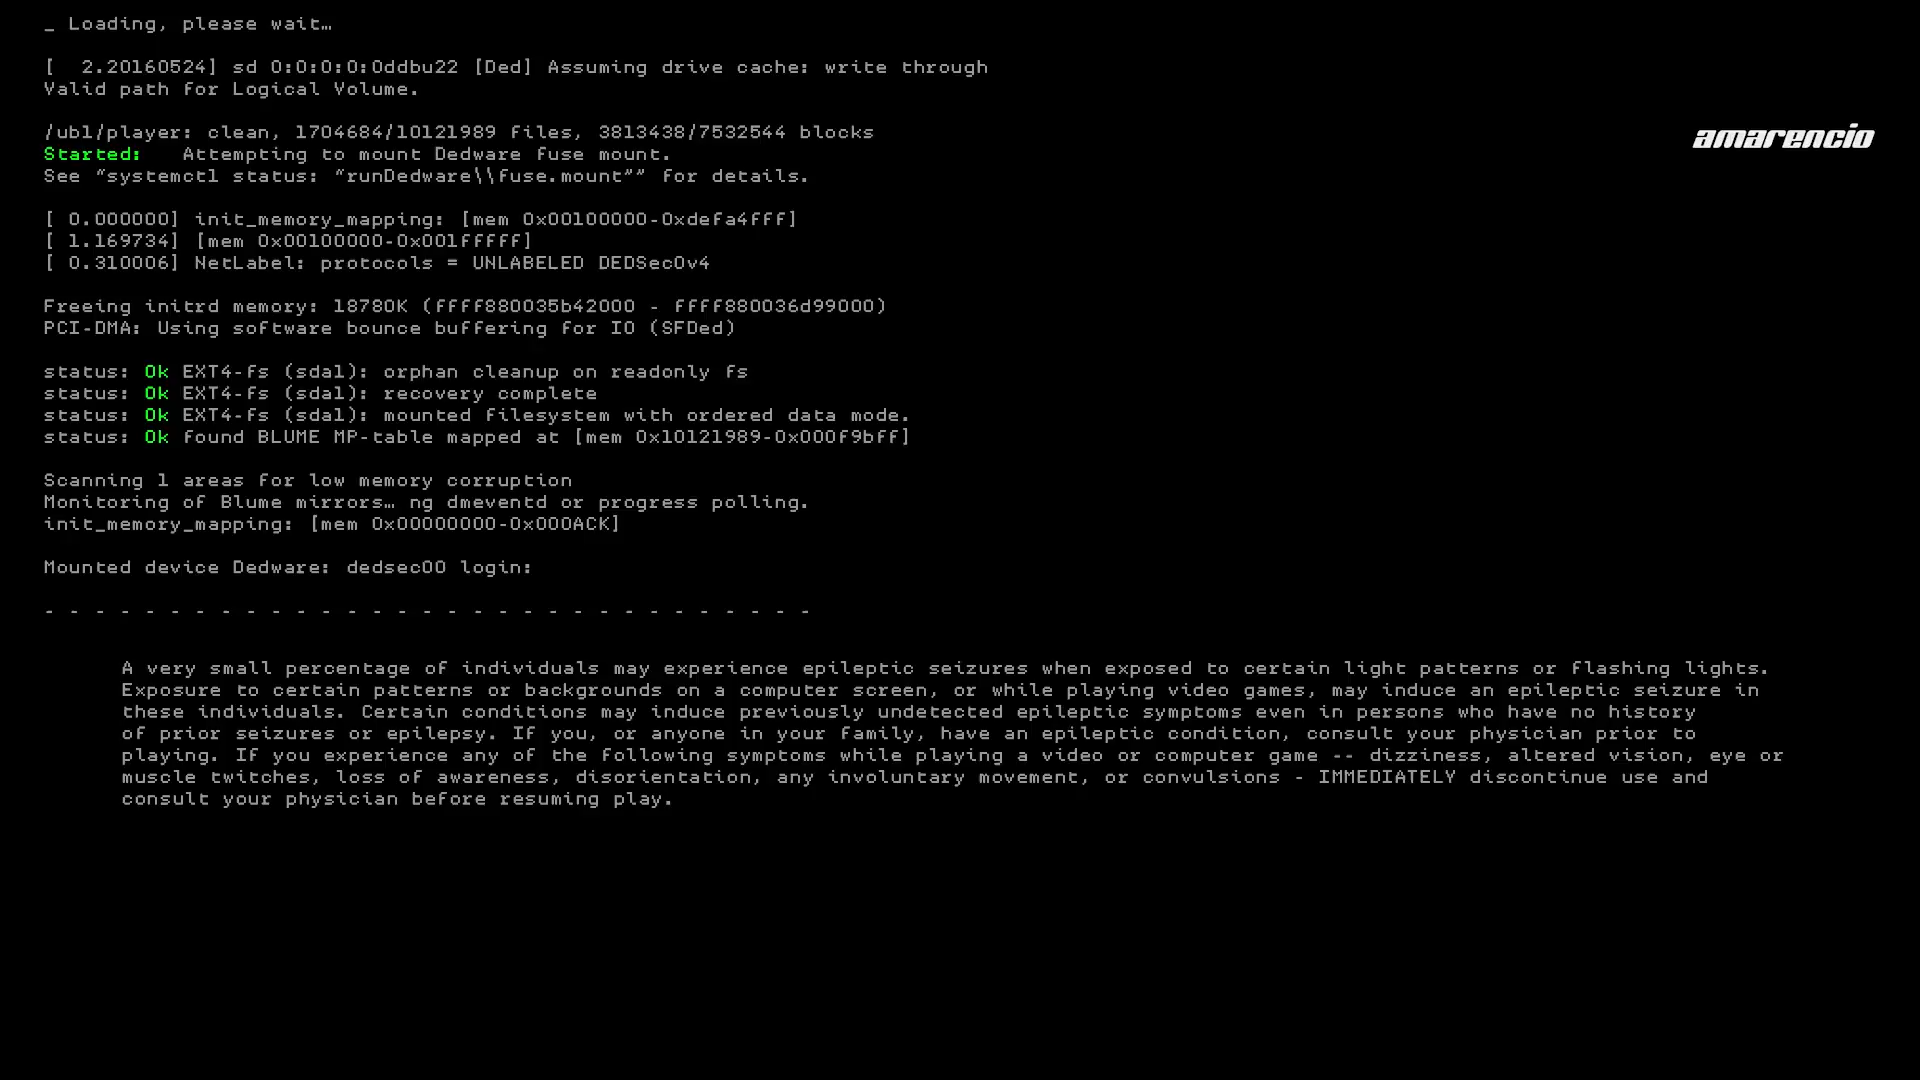 _ Loading, please wait…
[  2.20160524] sd 0:0:0:0:0ddbu22 [Ded] Assuming drive cache: write through
Valid path for Logical Volume.
/ubl/player: clean, 1704684/10121989 files, 3813438/7532544 blocks
amarencio
Started:   Attempting to mount Dedware fuse mount.
See “systemctl status: “runDedware\\fuse.mount”” for details.
[ 0.000000] init_memory_mapping: [mem 0x00100000-0xdefa4fff]
[ 1.169734] [mem 0x00100000-0x001fffff]
[ 0.310006] NetLabel: protocols = UNLABELED DEDSecOv4
Freeing initrd memory: 18780K (ffff880035b42000 - ffff880036d99000)
PCI-DMA: Using software bounce buffering for IO (SFDed)
status: Ok EXT4-fs (sda1): orphan cleanup on readonly fs
status: Ok EXT4-fs (sda1): recovery complete
status: Ok EXT4-fs (sda1): mounted filesystem with ordered data mode.
status: Ok found BLUME MP-table mapped at [mem 0x10121989-0x000f9bff]
Scanning 1 areas for low memory corruption
Monitoring of Blume mirrors… ng dmeventd or progress polling.
init_memory_mapping: [mem 0x00000000-0x000ACK]
Mounted device Dedware: dedsec00 login:
- - - - - - - - - - - - - - - - - - - - - - - - - - - - - - -
A very small percentage of individuals may experience epileptic seizures when exposed to certain light patterns or flashing lights.
Exposure to certain patterns or backgrounds on a computer screen, or while playing video games, may induce an epileptic seizure in
these individuals. Certain conditions may induce previously undetected epileptic symptoms even in persons who have no history
of prior seizures or epilepsy. If you, or anyone in your family, have an epileptic condition, consult your physician prior to
playing. If you experience any of the following symptoms while playing a video or computer game -- dizziness, altered vision, eye or
muscle twitches, loss of awareness, disorientation, any involuntary movement, or convulsions - IMMEDIATELY discontinue use and
consult your physician before resuming play.